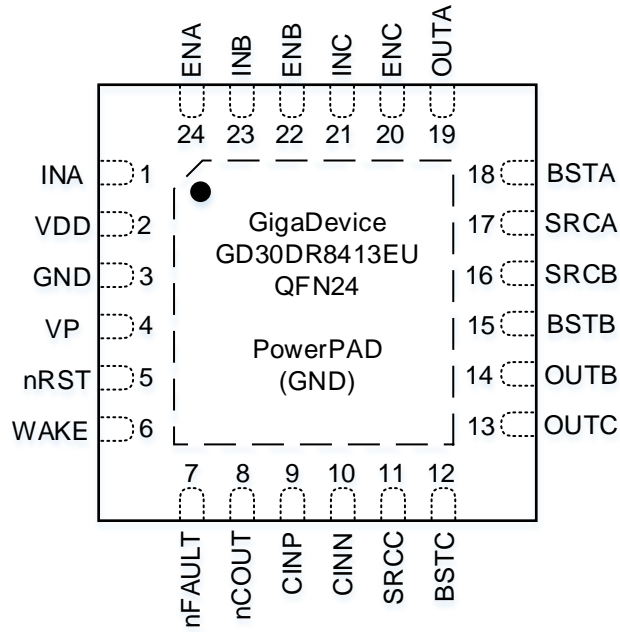 ENA
INB
ENB
INC
ENC
OUTA
24
23
22
21
20
19
INA 1
VDD 2
GND 3
VP 4
nRST 5
WAKE 6
GigaDevice
GD30DR8413EU
QFN24
PowerPAD
(GND)
18 BSTA
17 SRCA
16 SRCB
15 BSTB
14 OUTB
13 OUTC
7
8
9
10
11
12
nFAULT
nCOUT
CINP
CINN
SRCC
BSTC